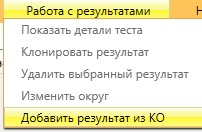 Работа с результатами
Показать детали теста
Клонировать результат
Удалить выбранный результат
Изменить округ
Добавить результат из КО